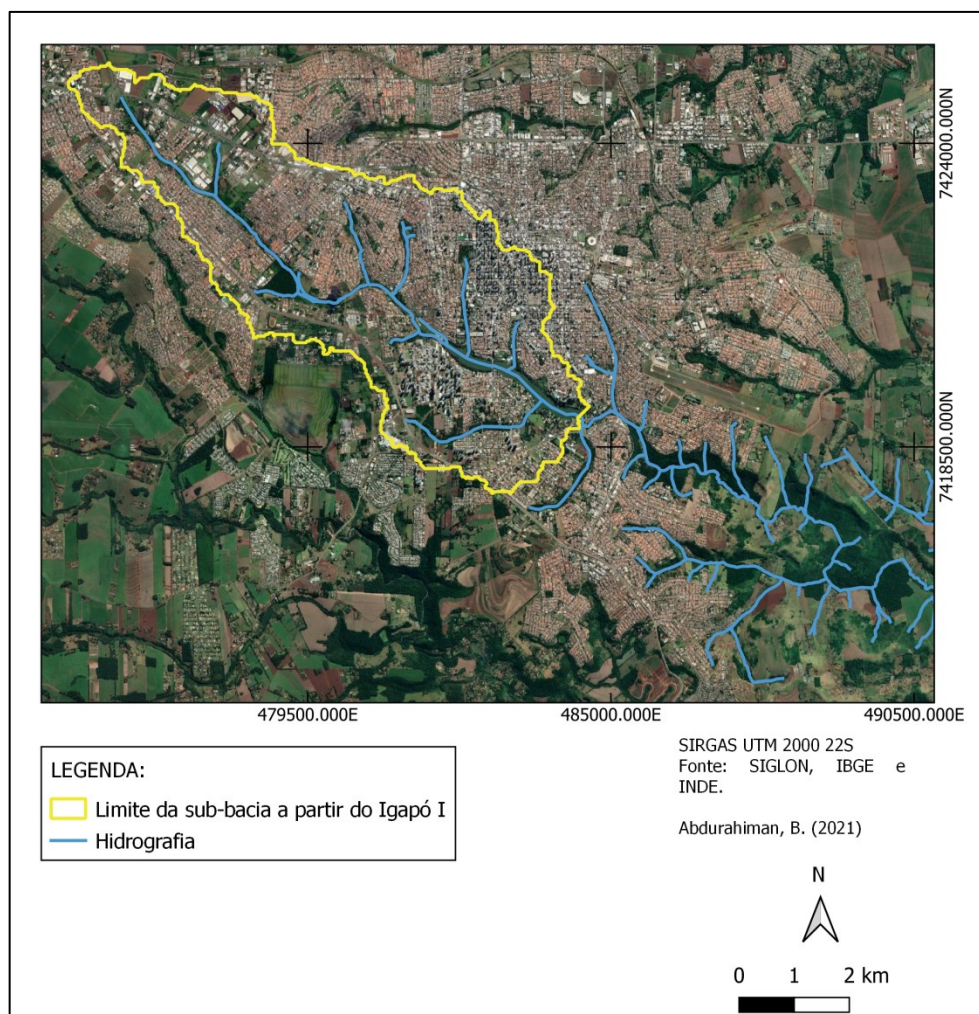 7424000.000N
7418500.000N
479500.000E
485000.000E
490500.000E
LEGENDA:
Limite da sub-bacia a partir do Igapó I
Hidrografia
SIRGAS UTM 2000 22S
Fonte: SIGLON, IBGE e
INDE.
Abdurahiman, B. (2021)
N
0 1 2 km